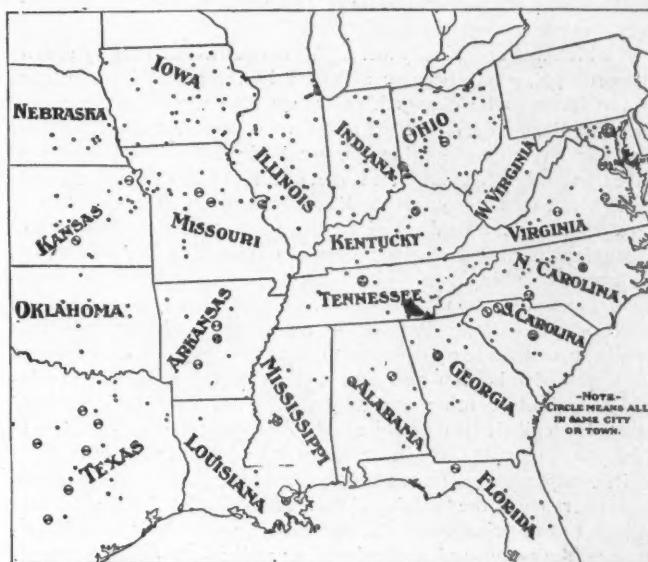 IOWA
NEBRASKA
OHIO
INDIANA
ILLINOIS
W. VIRGINIA
KANSAS
MISSOURI
KENTUCKY
VIRGINIA
N. CAROLINA
OKLAHOMA
TENNESSEE
ARKANSAS
S. CAROLINA
MISSISSIPPI
ALABAMA
GEORGIA
-NOTE-
CIRCLE MEANS ALL
IN SAME CITY
OR TOWN.
TEXAS
LOUISIANA
FLORIDA